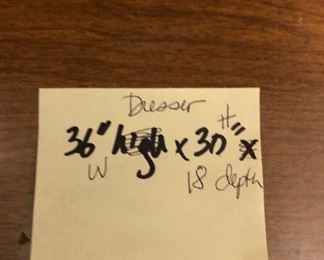 Dresser
H
36" high x 30" x
W 18 depth